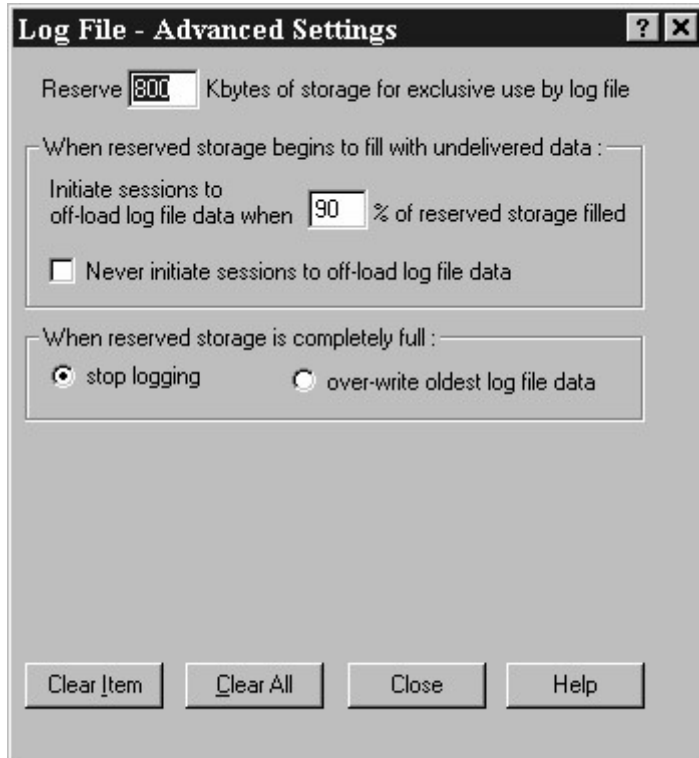 Log File - Advanced Settings
Reserve 800 Kbytes of storage for exclusive use by log file
When reserved storage begins to fill with undelivered data :
Initiate sessions to
off-load log file data when 90 % of reserved storage filled
Never initiate sessions to off-load log file data
When reserved storage is completely full :
stop logging over-write oldest log file data
Clear Item Clear All Close Help